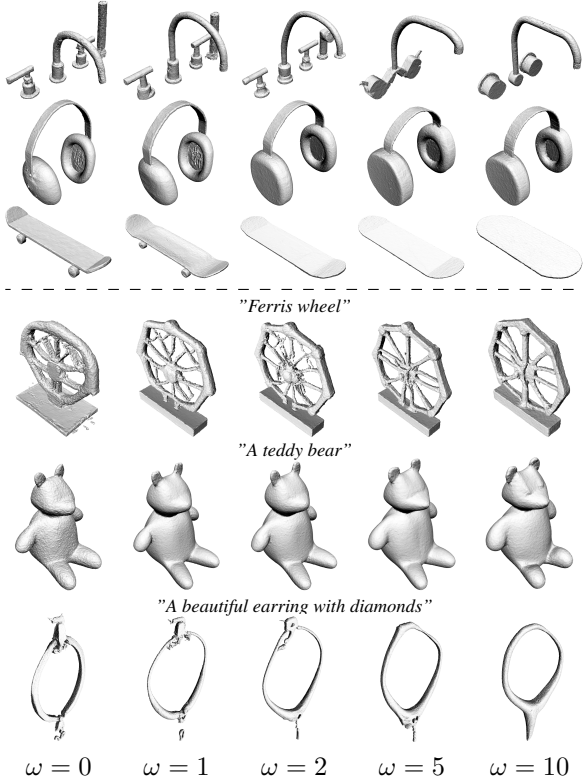 ”Ferris wheel”
”A teddy bear”
”A beautiful earring with diamonds”
ω = 0 ω = 1 ω = 2 ω = 5 ω = 10